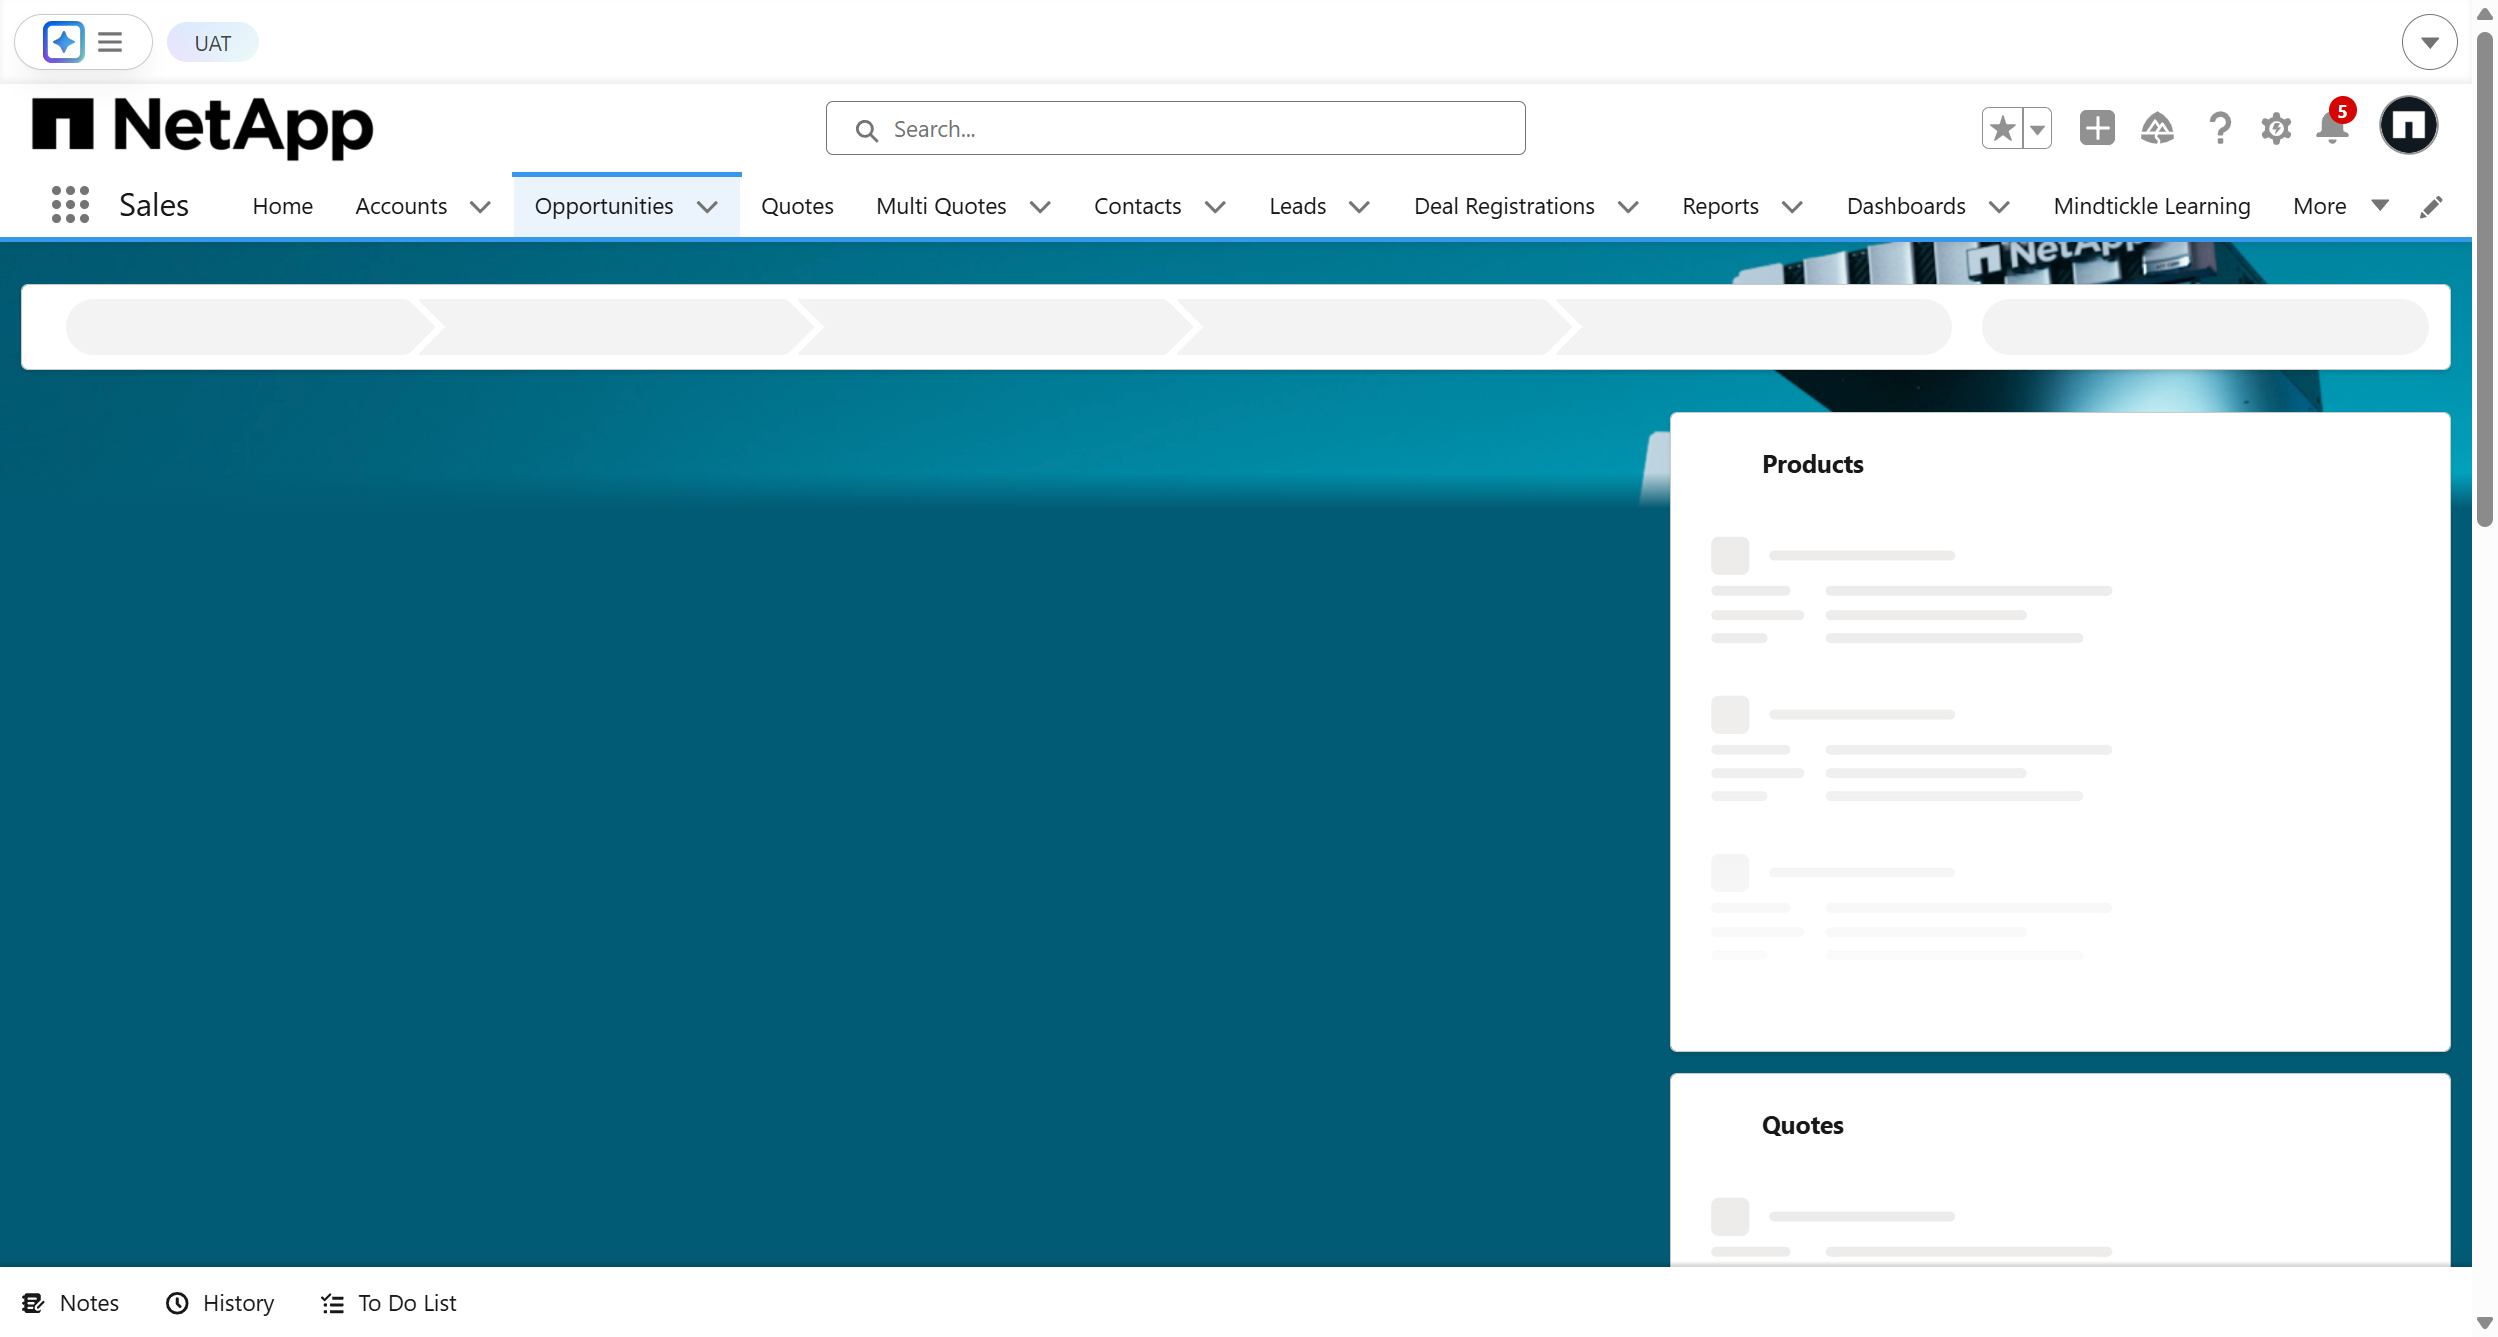 UAT
NetApp
Search...
5
Sales
Home
Accounts
Opportunities
Quotes
Multi Quotes
Contacts
Leads
Deal Registrations
Reports
Dashboards
Mindtickle Learning
More
NetApp
Products
Quotes
Notes
History
To Do List